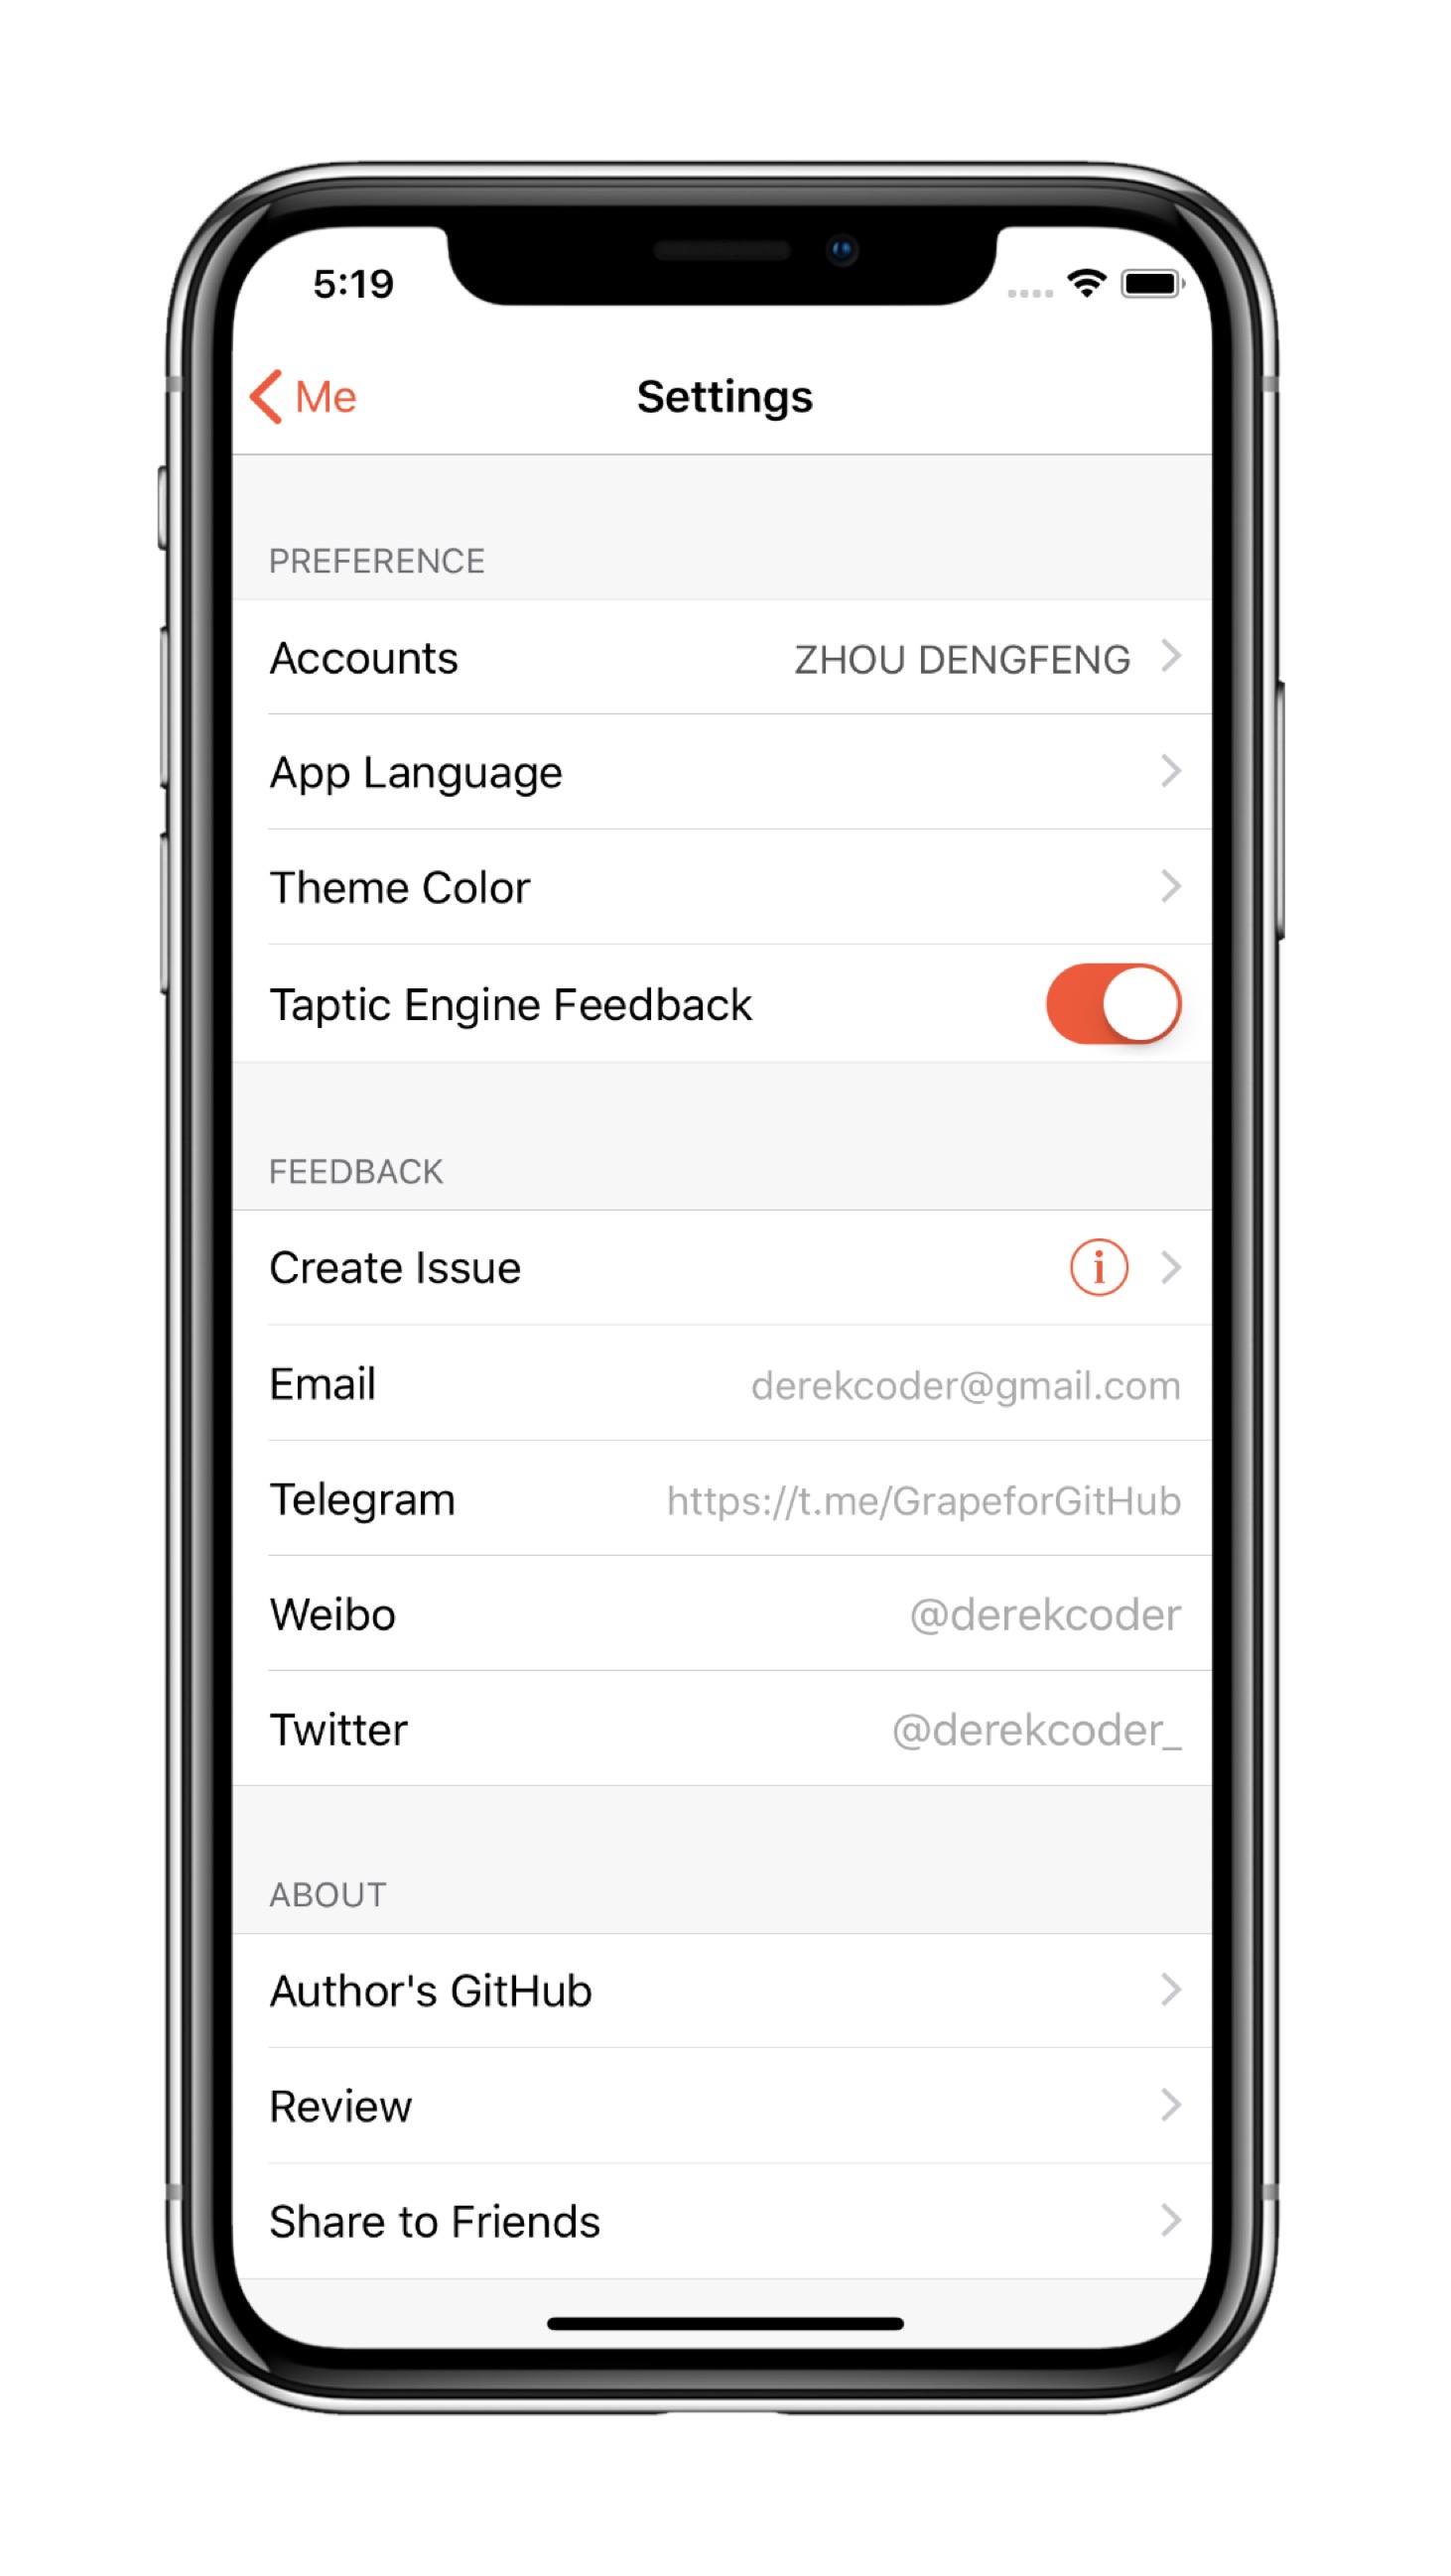 5:19
Me
Settings
PREFERENCE
Accounts ZHOU DENGFENG
App Language
Theme Color
Taptic Engine Feedback
FEEDBACK
Create Issue i
Email derekcoder@gmail.com
Telegram https://t.me/GrapeforGitHub
Weibo @derekcoder
Twitter @derekcoder_
ABOUT
Author's GitHub
Review
Share to Friends